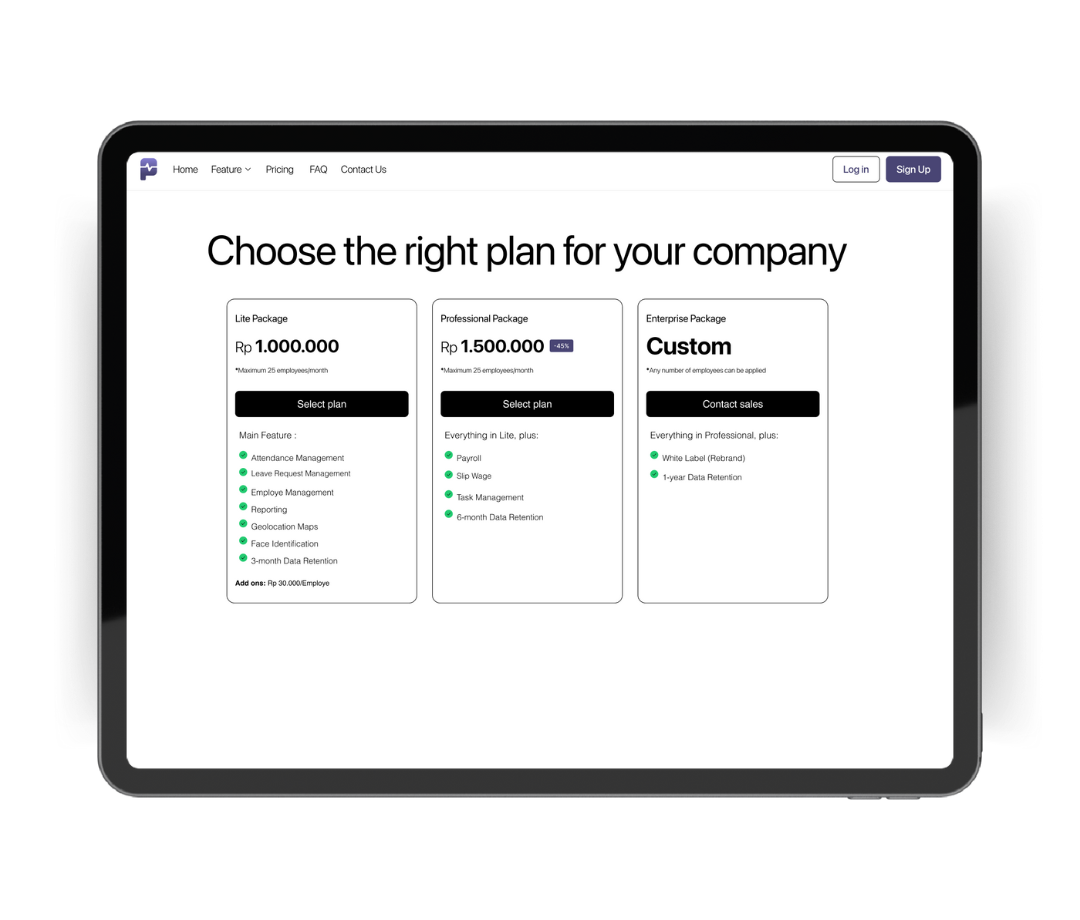 Home Feature Pricing FAQ Contact Us Log in Sign Up
Choose the right plan for your company
Lite Package
Rp 1.000.000
*Maximum 25 employees/month
Select plan
Main Feature :
Attendance Management
Leave Request Management
Employe Management
Reporting
Geolocation Maps
Face Identification
3-month Data Retention
Add ons: Rp 30.000/Employe
Professional Package
Rp 1.500.000 -45%
*Maximum 25 employees/month
Select plan
Everything in Lite, plus:
Payroll
Slip Wage
Task Management
6-month Data Retention
Enterprise Package
Custom
*Any number of employees can be applied
Contact sales
Everything in Professional, plus:
White Label (Rebrand)
1-year Data Retention